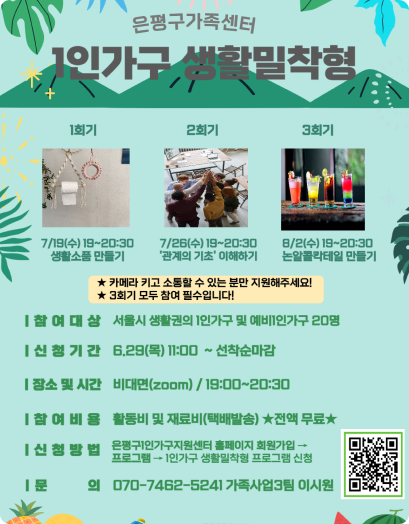 은평구가족센터
1인가구 생활밀착형
1회기 2회기 3회기
7/19(수) 19~20:30 7/26(수) 19~20:30 8/2(수) 19~20:30
생활소품 만들기 '관계의 기초' 이해하기 논알콜칵테일 만들기
★ 카메라 키고 소통할 수 있는 분만 지원해주세요!
★ 3회기 모두 참여 필수입니다!
| 참 여 대 상 서울시 생활권의 1인가구 및 예비1인가구 20명
| 신 청 기 간 6.29(목) 11:00 ~ 선착순마감
| 장소 및 시간 비대면(zoom) / 19:00~20:30
| 참 여 비 용 활동비 및 재료비(택배발송) ★전액 무료★
| 신 청 방 법 은평구1인가구지원센터 홈페이지 회원가입 →
프로그램 → 1인가구 생활밀착형 프로그램 신청
| 문 의 070-7462-5241 가족사업3팀 이시원